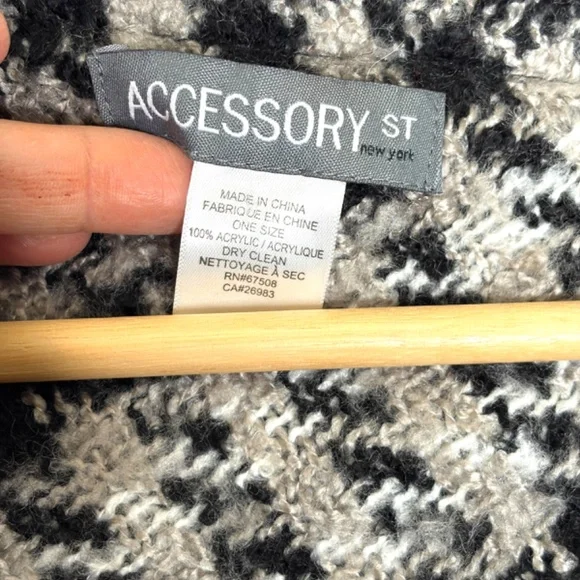 ACCESSORY ST
new york
MADE IN CHINA
FABRIQUE EN CHINE
ONE SIZE
100% ACRYLIC / ACRYLIQUE
DRY CLEAN
NETTOYAGE À SEC
RN#67508
CA#26983